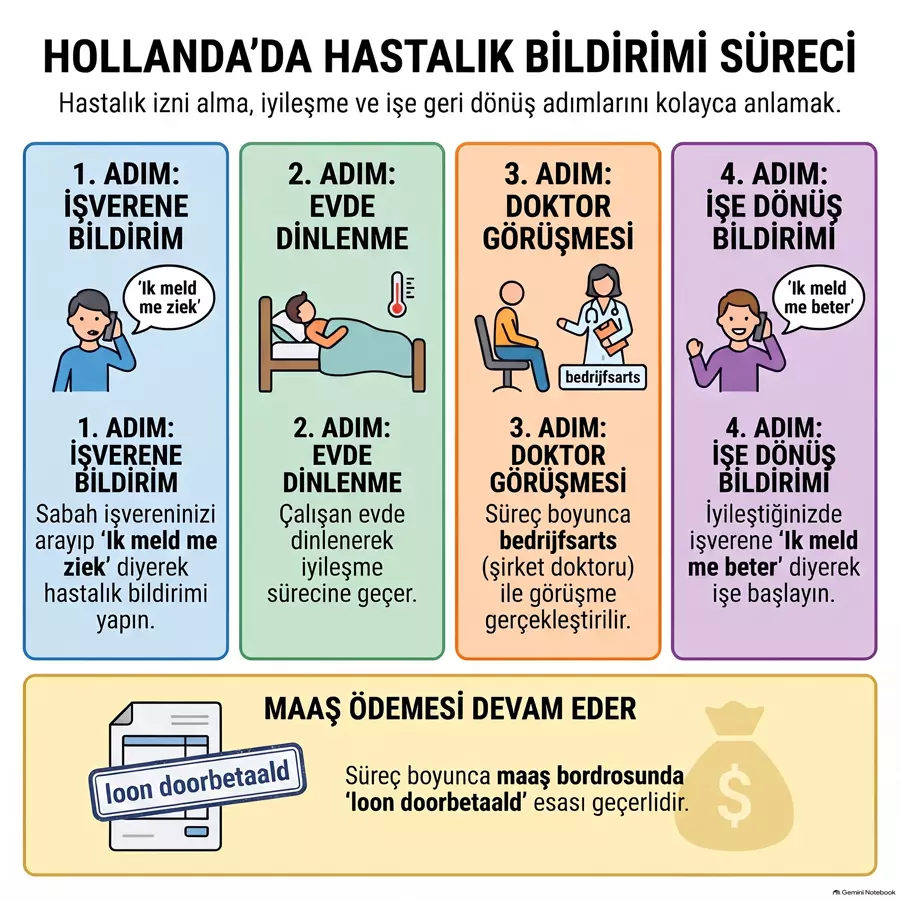 HOLLANDA'DA HASTALIK BİLDİRİMİ SÜRECİ
Hastalık izni alma, iyileşme ve işe geri dönüş adımlarını kolayca anlamak.
1. ADIM:
İŞVERENE
BİLDİRİM
'Ik meld
me ziek'
1. ADIM:
İŞVERENE
BİLDİRİM
Sabah işvereninizi
arayıp 'Ik meld me
ziek' diyerek
hastalık bildirimi
yapın.
2. ADIM:
EVDE
DİNLENME
2. ADIM:
EVDE
DİNLENME
Çalışan evde
dinlenerek
iyileşme
sürecine geçer.
3. ADIM:
DOKTOR
GÖRÜŞMESİ
bedrijfsarts
3. ADIM:
DOKTOR
GÖRÜŞMESİ
Süreç boyunca
bedrijfsarts
(şirket doktoru)
ile görüşme
gerçekleştirilir.
4. ADIM:
İŞE DÖNÜŞ
BİLDİRIMİ
'Ik meld
me beter'
4. ADIM:
İŞE DÖNÜŞ
BİLDİRIMİ
İyileştiğinizde
işverene 'Ik meld
me beter' diyerek
işe başlayın.
MAAŞ ÖDEMESİ DEVAM EDER
loon doorbetaald
Süreç boyunca maaş bordrosunda
'loon doorbetaald' esası geçerlidir.
$
Gemini Notebook